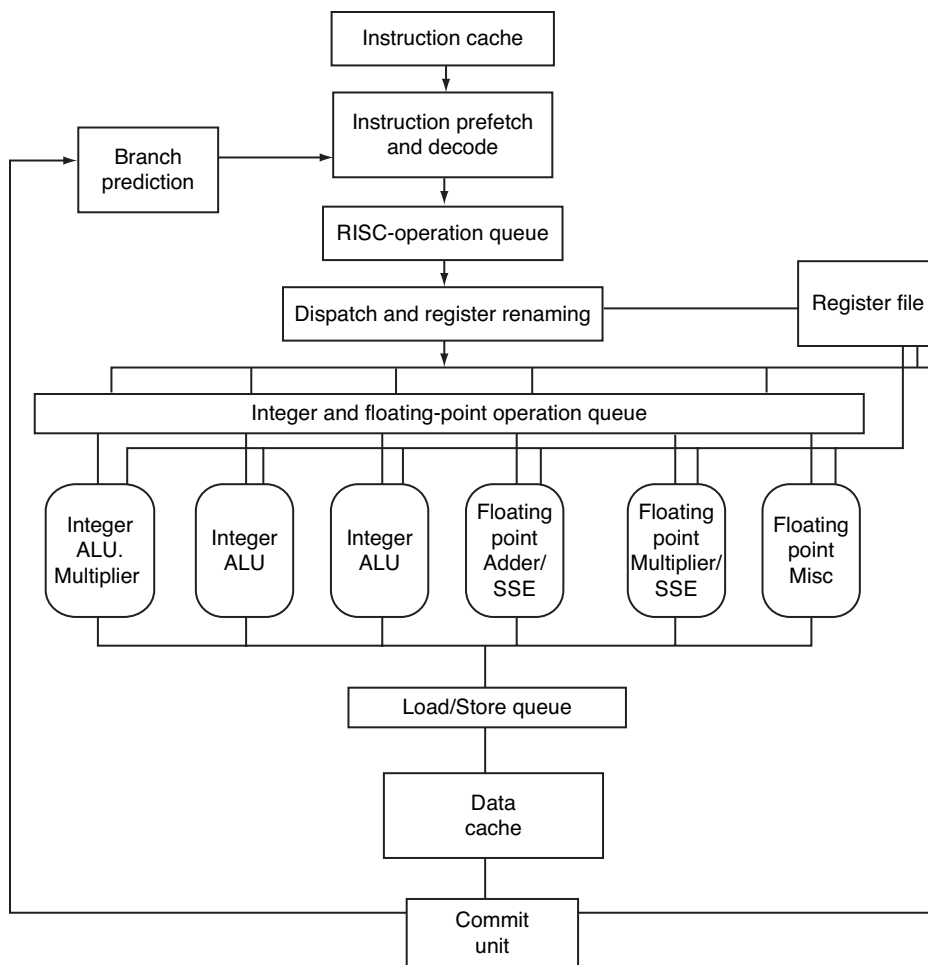 Instruction cache
Instruction prefetch
and decode
Branch
prediction
RISC-operation queue
Dispatch and register renaming
Register file
Integer and floating-point operation queue
Integer
ALU.
Multiplier
Integer
ALU
Integer
ALU
Floating
point
Adder/
SSE
Floating
point
Multiplier/
SSE
Floating
point
Misc
Load/Store queue
Data
cache
Commit
unit